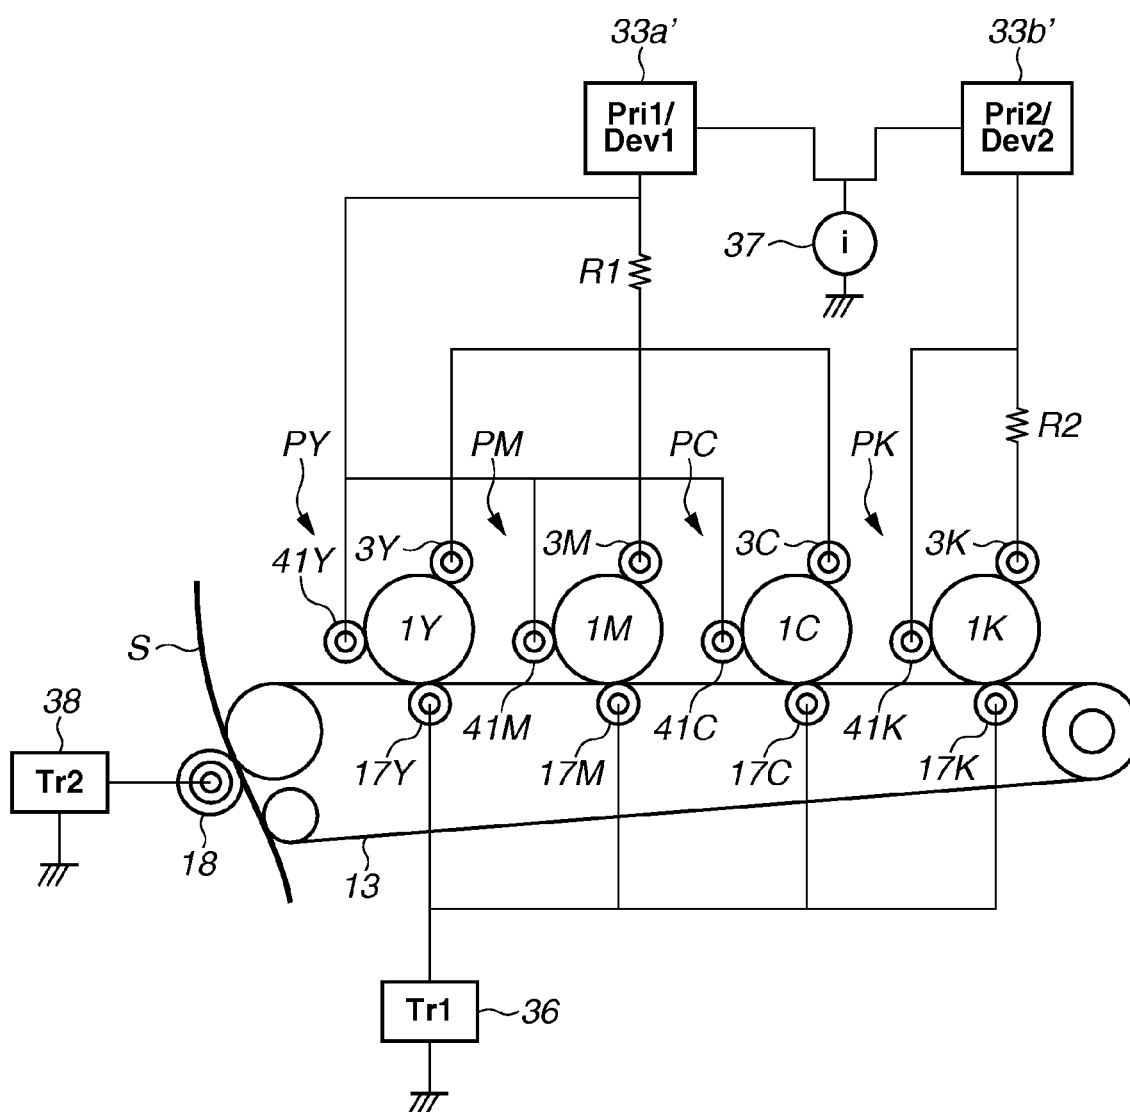 33a'
33b'
Pri1/
Dev1
Pri2/
Dev2
37
i
R1
R2
PY
PM
PC
PK
3Y
3M
3C
3K
41Y
1Y
1M
1C
1K
S
41M
41C
41K
38
17Y
17M
17C
17K
Tr2
18
13
Tr1
36